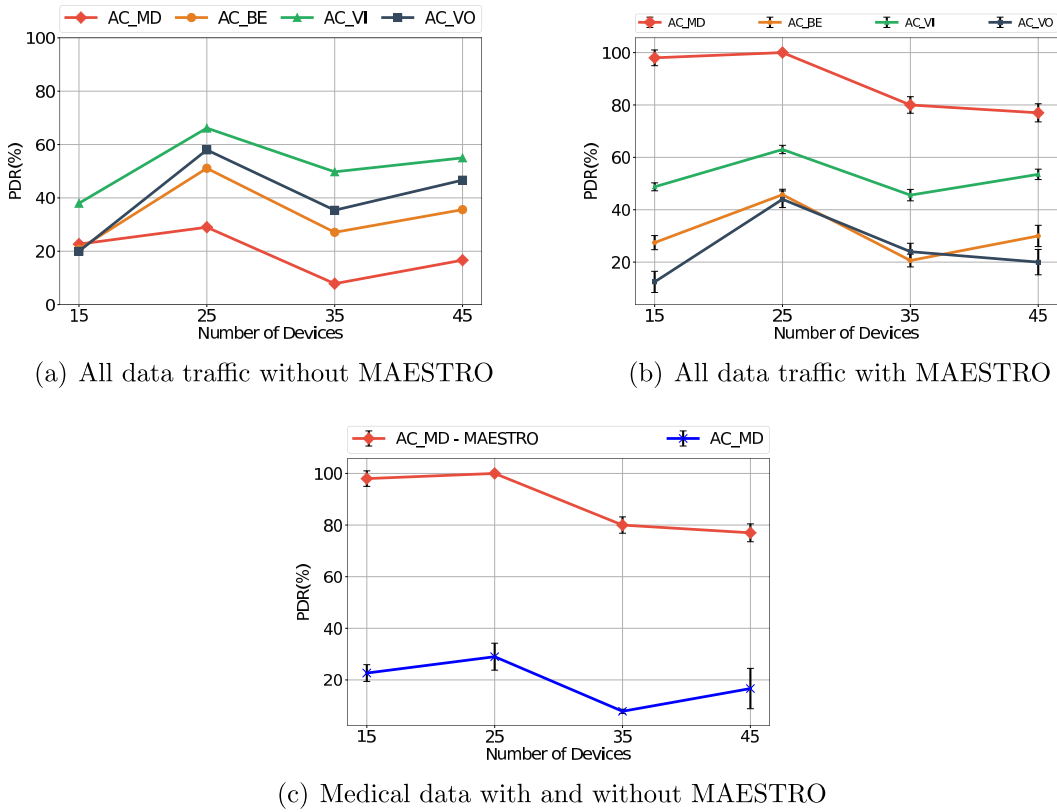 AC_MD AC_BE AC_VI AC_VO
100
80
60
40
20
0
PDR(%)
15 25 35 45
Number of Devices
(a) All data traffic without MAESTRO
AC_MD AC_BE AC_VI AC_VO
100
80
60
40
20
PDR(%)
15 25 35 45
Number of Devices
(b) All data traffic with MAESTRO
AC_MD - MAESTRO AC_MD
100
80
60
40
20
PDR(%)
15 25 35 45
Number of Devices
(c) Medical data with and without MAESTRO